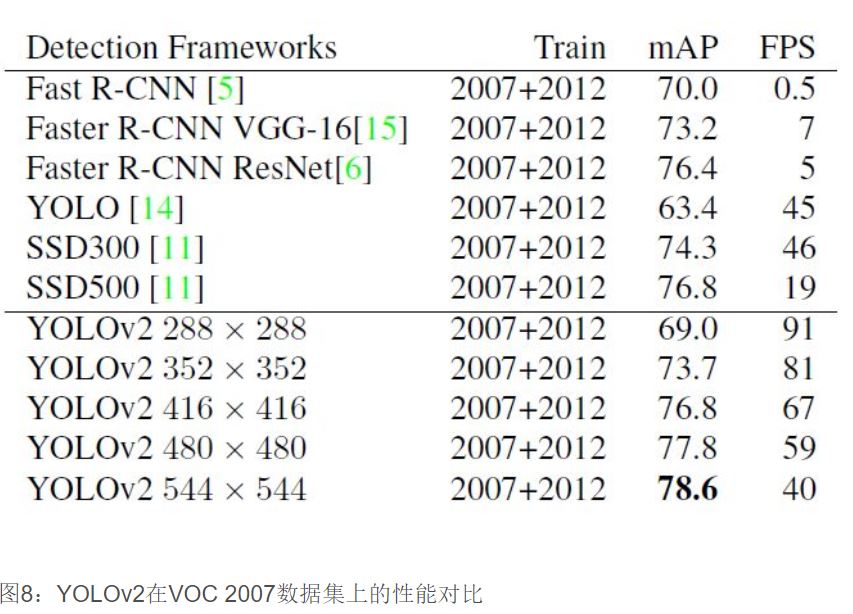 Detection Frameworks Train mAP FPS
Fast R-CNN [5] 2007+2012 70.0 0.5
Faster R-CNN VGG-16[15] 2007+2012 73.2 7
Faster R-CNN ResNet[6] 2007+2012 76.4 5
YOLO [14] 2007+2012 63.4 45
SSD300 [11] 2007+2012 74.3 46
SSD500 [11] 2007+2012 76.8 19
YOLOv2 288 × 288 2007+2012 69.0 91
YOLOv2 352 × 352 2007+2012 73.7 81
YOLOv2 416 × 416 2007+2012 76.8 67
YOLOv2 480 × 480 2007+2012 77.8 59
YOLOv2 544 × 544 2007+2012 78.6 40
图8：YOLOv2在VOC 2007数据集上的性能对比